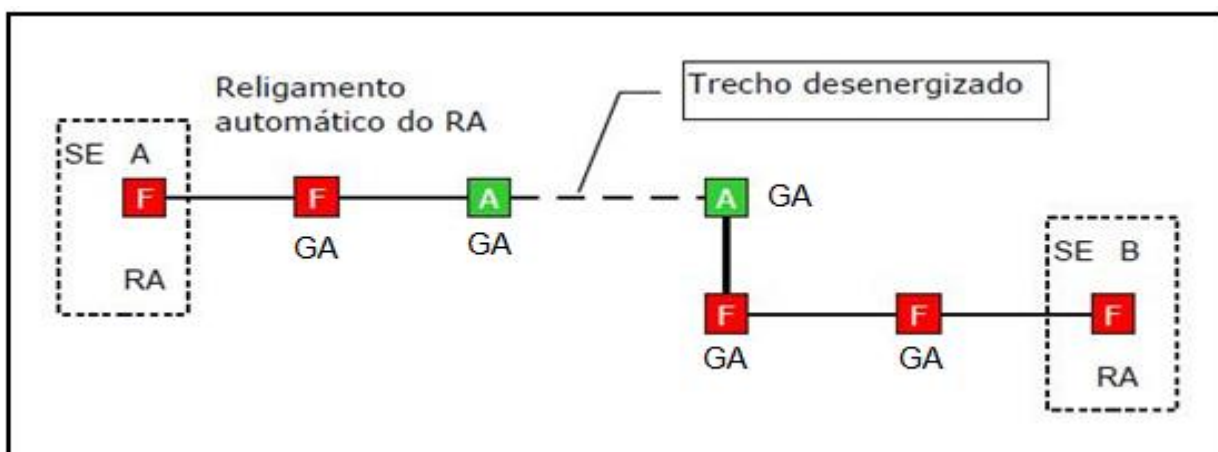 Religamento
automático do RA
Trecho desenergizado
SE A
F
F
A
A
GA
GA
GA
RA
SE B
F
F
F
GA
GA
RA